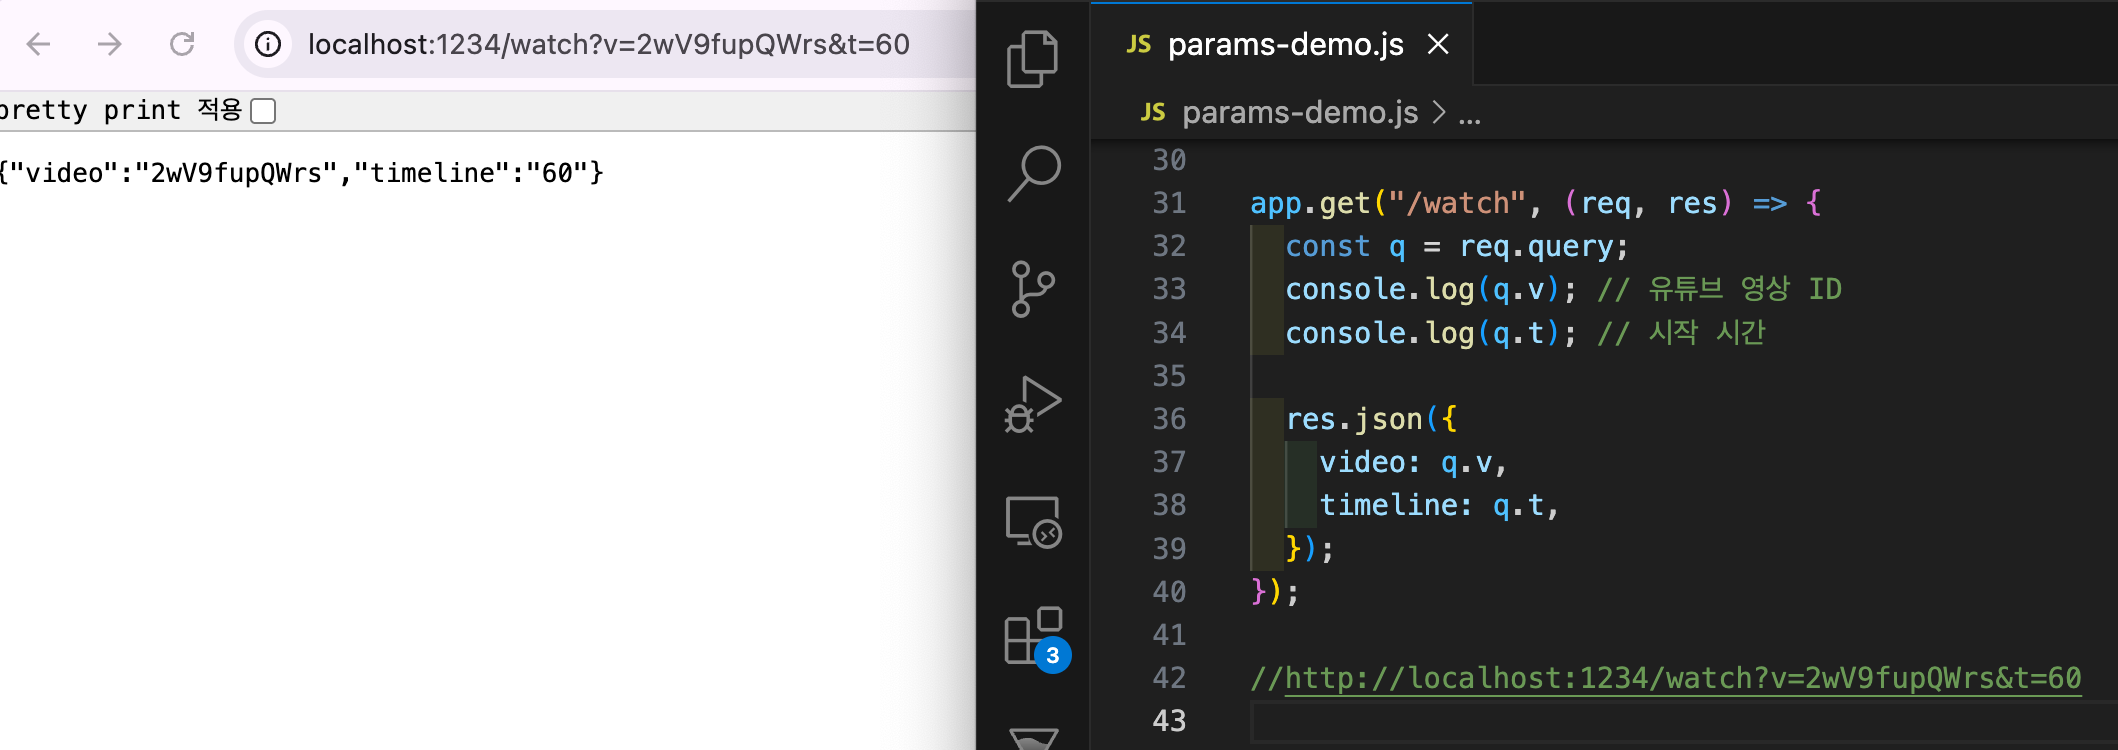 localhost:1234/watch?v=2wV9fupQWrs&t=60
pretty print 적용
{"video":"2wV9fupQWrs","timeline":"60"}
JS params-demo.js
JS params-demo.js > ...
30
31 app.get("/watch", (req, res) => {
32 const q = req.query;
33 console.log(q.v); // 유튜브 영상 ID
34 console.log(q.t); // 시작 시간
35
36 res.json({
37 video: q.v,
38 timeline: q.t,
39 });
40 });
41
42 //http://localhost:1234/watch?v=2wV9fupQWrs&t=60
43
3